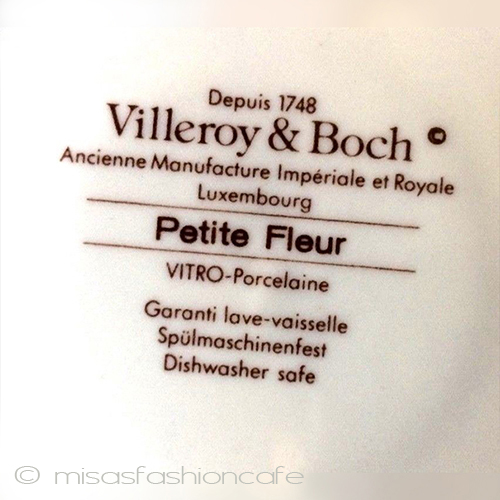 Depuis 1748
Villeroy & Boch ©
Ancienne Manufacture Impériale et Royale
Luxembourg
Petite Fleur
VITRO-Porcelaine
Garanti lave-vaisselle
Spülmaschinenfest
Dishwasher safe
© misasfashioncafe